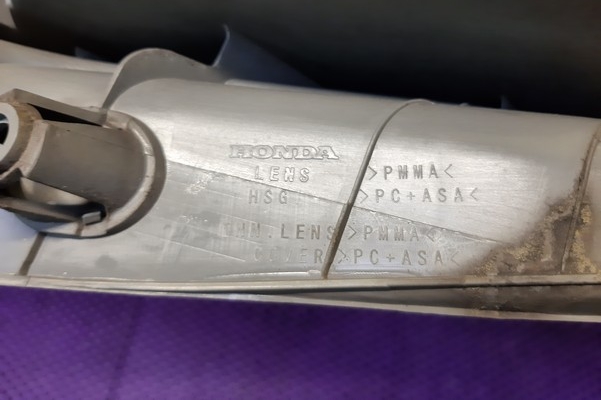 HONDA
LENS >PMMA<
HSG >PC+ASA<
LENS >PMMA<
COVER >PC+ASA<